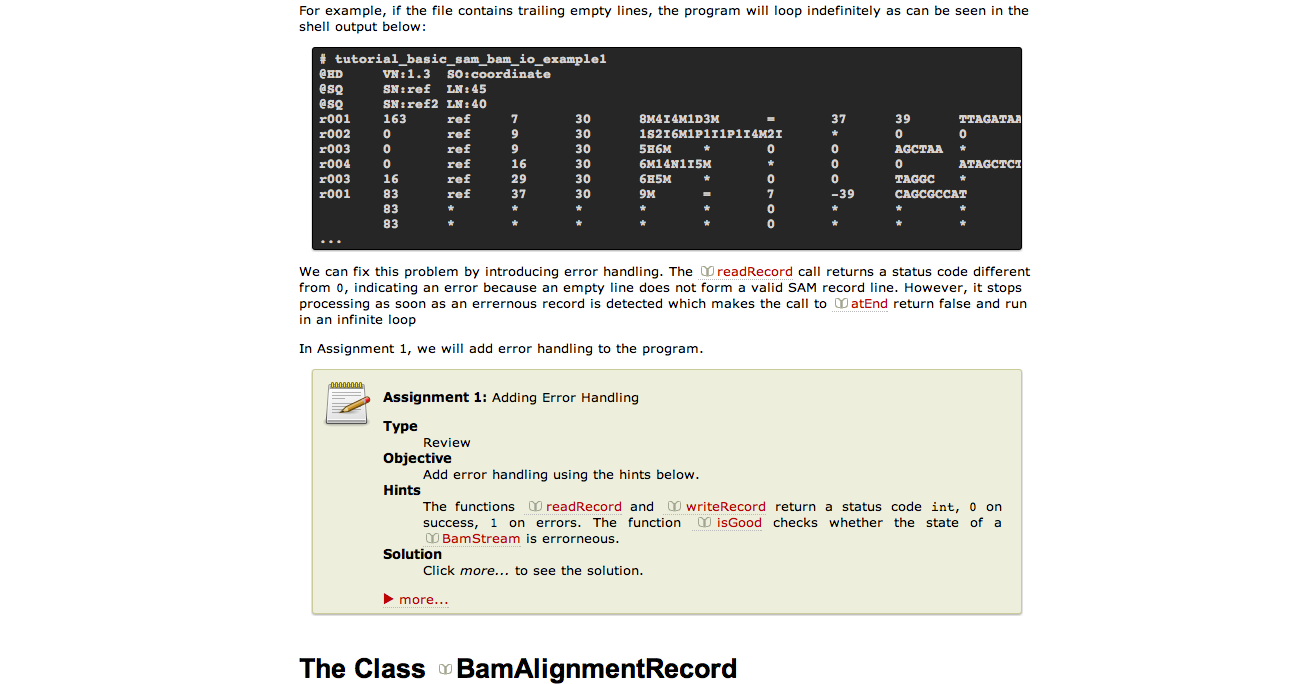 For example, if the file contains trailing empty lines, the program will loop indefinitely as can be seen in the
shell output below:
# tutorial_basic_sam_bam_io_example1
@HD VN:1.3 SO:coordinate
@SQ SN:ref LN:45
@SQ SN:ref2 LN:40
r001 163 ref 7 30 8M4I4M1D3M = 37 39 TTAGATAA
r002 0 ref 9 30 1S2I6M1P1I1P1I4M2I * 0 0
r003 0 ref 9 30 5H6M * 0 0 AGCTAA *
r004 0 ref 16 30 6M14N1I5M * 0 0 ATAGCTCT
r003 16 ref 29 30 6H5M * 0 0 TAGGC *
r001 83 ref 37 30 9M = 7 -39 CAGCGCCAT
83 * * * * * 0 * * *
83 * * * * * 0 * * *
...
We can fix this problem by introducing error handling. The readRecord call returns a status code different
from 0, indicating an error because an empty line does not form a valid SAM record line. However, it stops
processing as soon as an errernous record is detected which makes the call to atEnd return false and run
in an infinite loop
In Assignment 1, we will add error handling to the program.
Assignment 1: Adding Error Handling
Type
Review
Objective
Add error handling using the hints below.
Hints
The functions readRecord and writeRecord return a status code int, 0 on
success, 1 on errors. The function isGood checks whether the state of a
BamStream is errorneous.
Solution
Click more... to see the solution.
more...
The Class BamAlignmentRecord